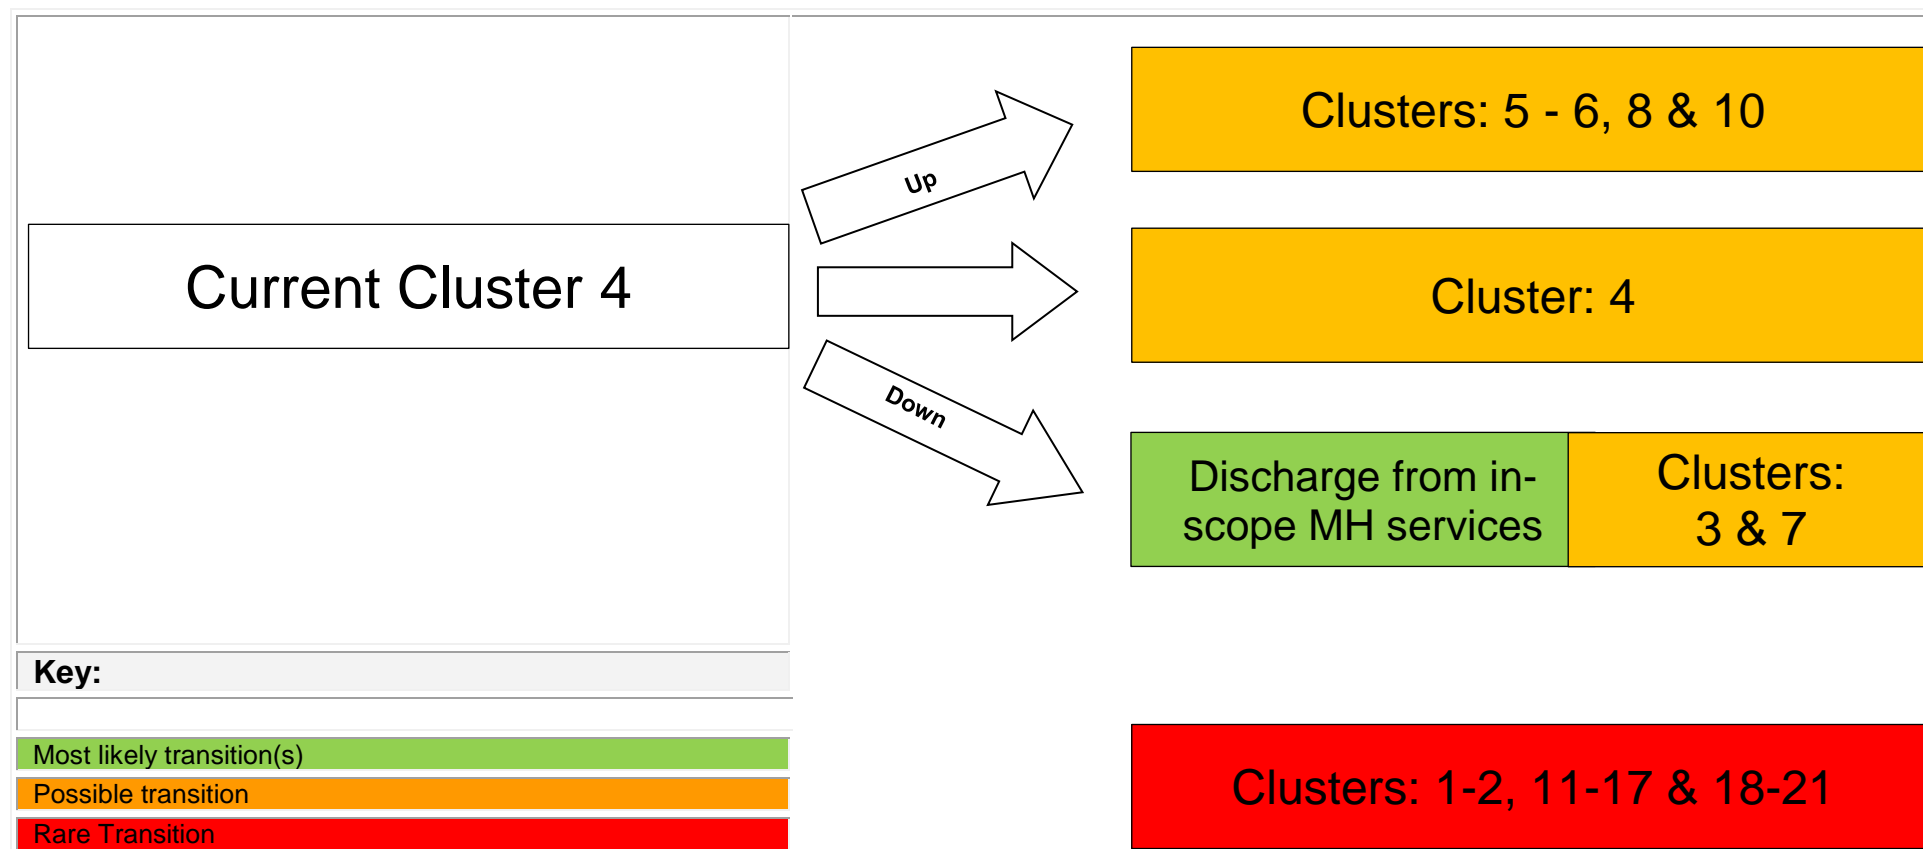 Current Cluster 4
Up
Down
Clusters: 5 - 6, 8 & 10
Cluster: 4
Discharge from in-
scope MH services
Clusters:
3 & 7
Key:
Most likely transition(s)
Possible transition
Rare Transition
Clusters: 1-2, 11-17 & 18-21